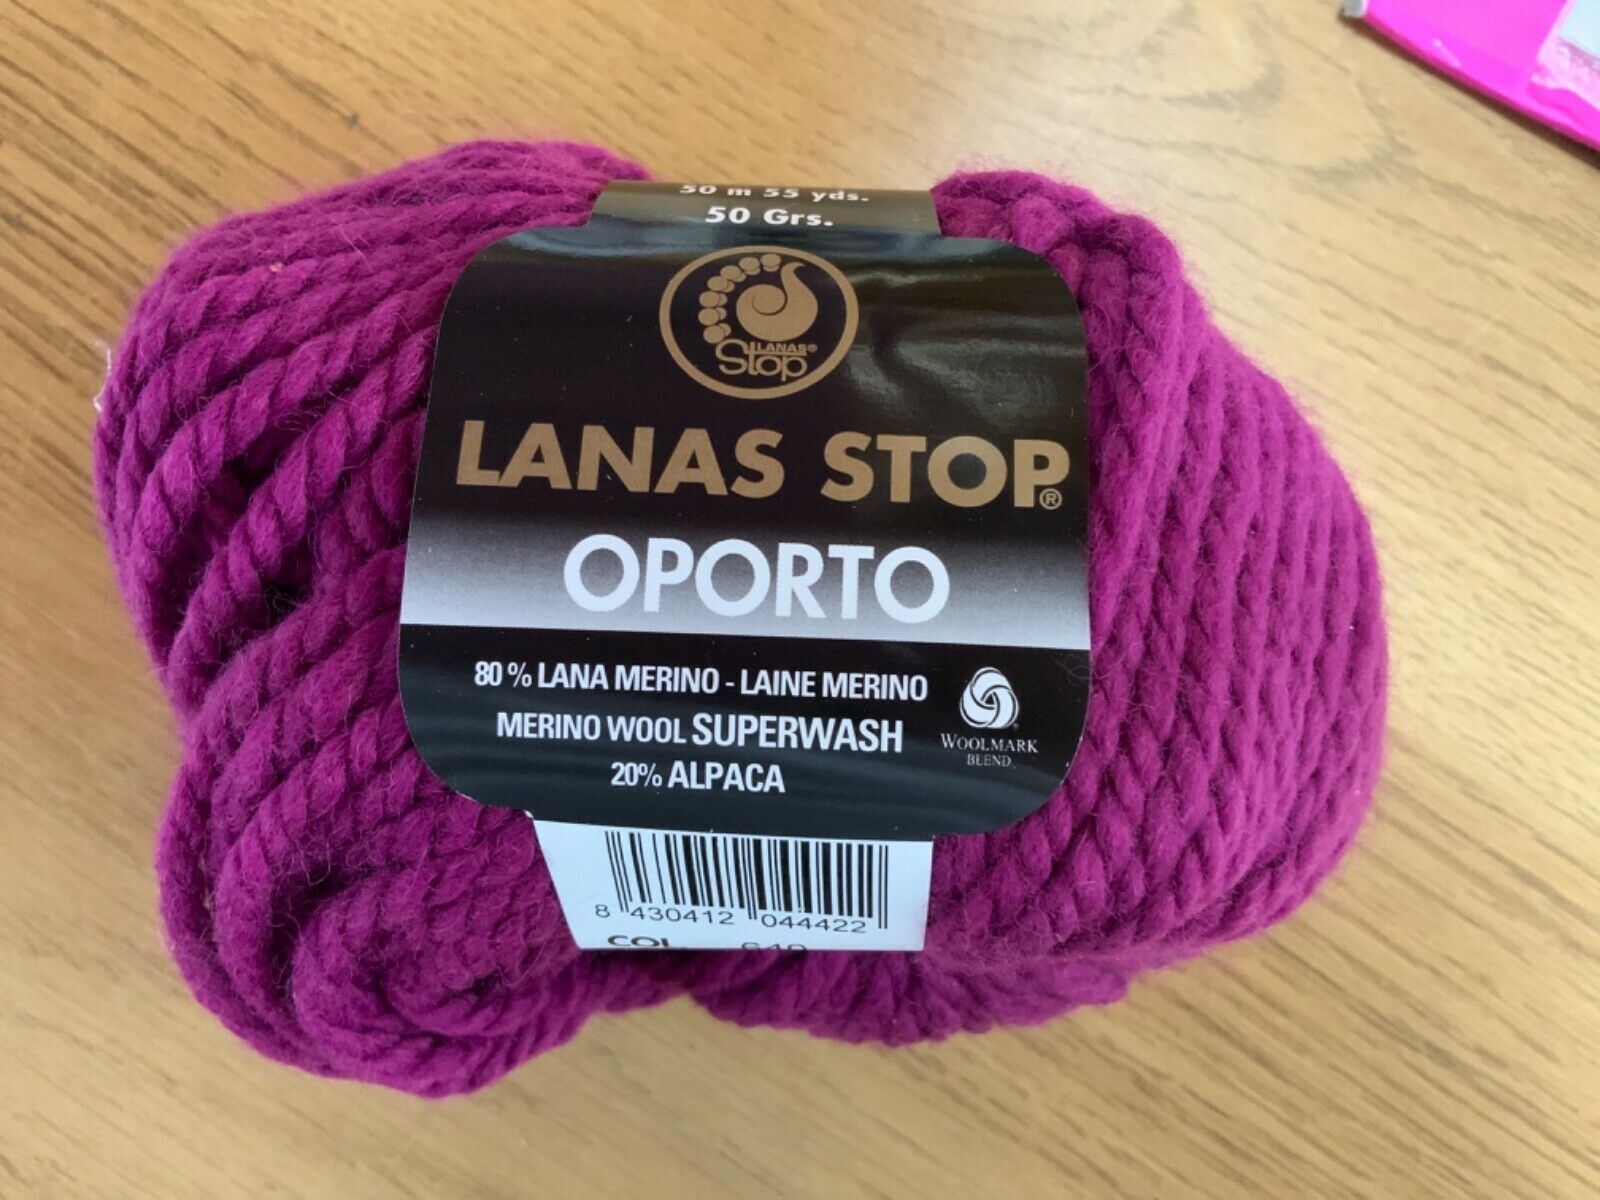 50 m 55 yds.
50 Grs.
LANAS®
Stop
LANAS STOP®
OPORTO
80 % LANA MERINO - LAINE MERINO
MERINO WOOL SUPERWASH
20% ALPACA
WOOLMARK
BLEND
8 430412 044422
COL